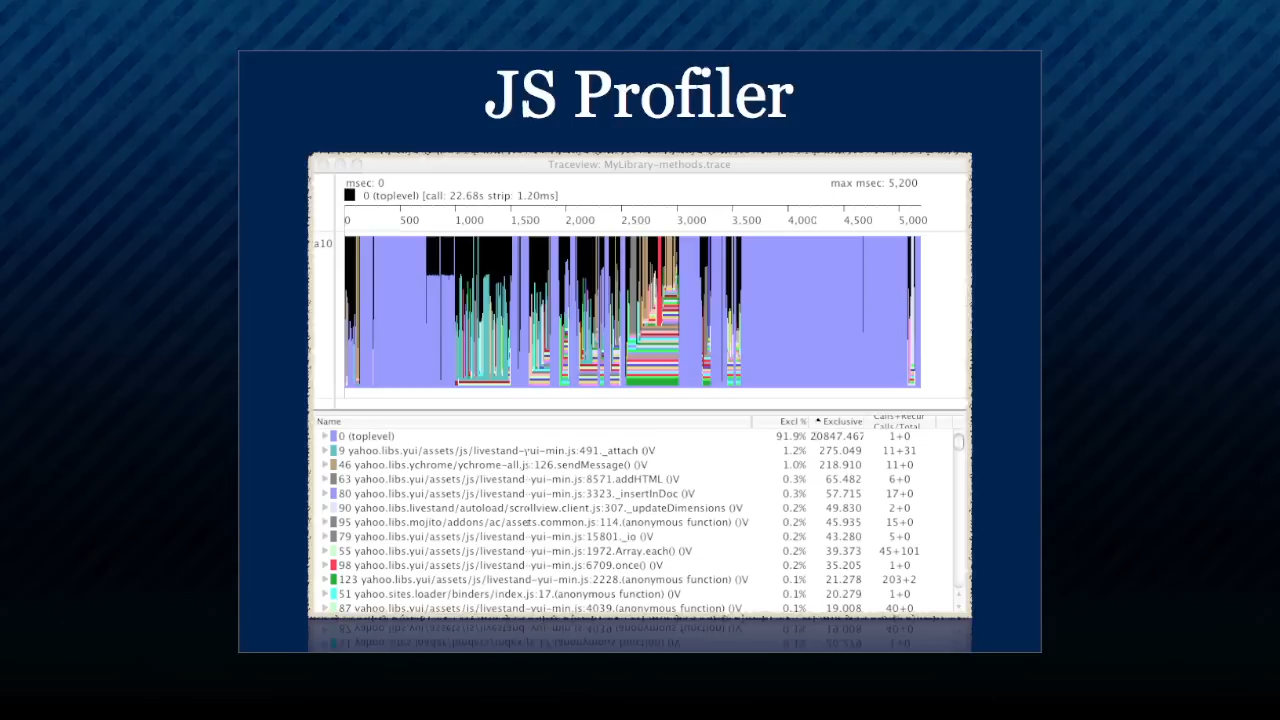 JS Profiler
Traceview: MyLibrary-methods.trace
msec: 0 max msec: 5,200
0 (toplevel) [call: 22.68s strip: 1.20ms]
0 500 1,000 1,500 2,000 2,500 3,000 3,500 4,000 4,500 5,000
a10
Name Excl % Exclusive Calls+Recur
Calls/Total
0 (toplevel) 91.9% 20847.467 1+0
9 yahoo.libs.yui/assets/js/livestand-yui-min.js:491._attach ()V 1.2% 275.049 11+31
46 yahoo.libs.ychrome/ychrome-all.js:126.sendMessage() ()V 1.0% 218.910 11+0
63 yahoo.libs.yui/assets/js/livestand-yui-min.js:8571.addHTML ()V 0.3% 65.482 6+0
80 yahoo.libs.yui/assets/js/livestand-yui-min.js:3323._insertInDoc ()V 0.3% 57.715 17+0
90 yahoo.libs.livestand/autoload/scrollview.client.js:307._updateDimensions ()V 0.2% 49.830 2+0
95 yahoo.libs.mojito/addons/ac/assets.common.js:114.(anonymous function) ()V 0.2% 45.935 15+0
79 yahoo.libs.yui/assets/js/livestand-yui-min.js:15801._io ()V 0.2% 43.280 5+0
55 yahoo.libs.yui/assets/js/livestand-yui-min.js:1972.Array.each() ()V 0.2% 39.373 45+101
98 yahoo.libs.yui/assets/js/livestand-yui-min.js:6709.once() ()V 0.2% 35.205 1+0
123 yahoo.libs.yui/assets/js/livestand-yui-min.js:2228.(anonymous function) ()V 0.1% 21.278 203+2
51 yahoo.sites.loader/binders/index.js:17.(anonymous function) ()V 0.1% 20.279 1+0
87 yahoo.libs.yui/assets/js/livestand-yui-min.js:4039.(anonymous function) ()V 0.1% 19.008 40+0